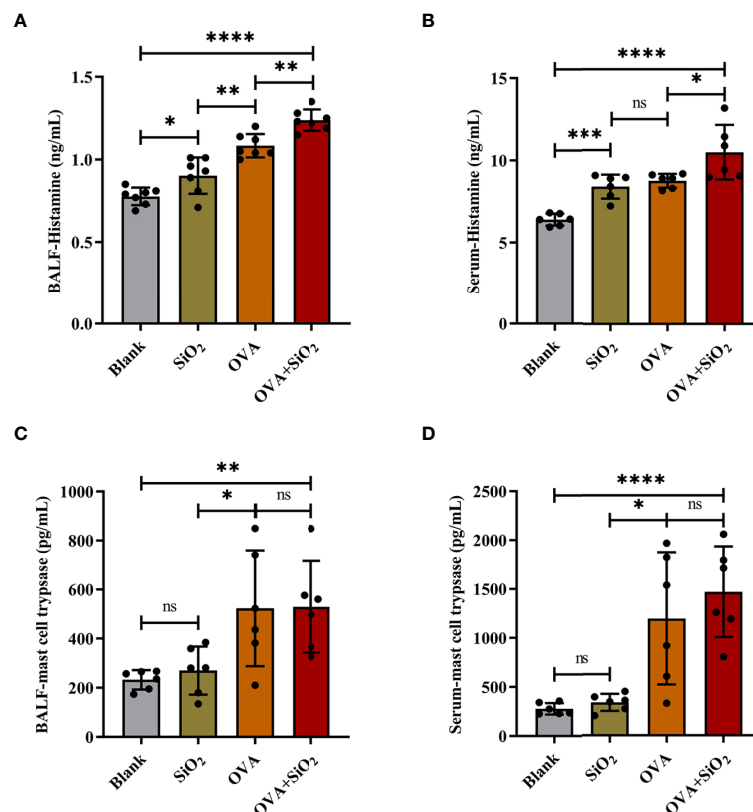 A
****
**
**
*
1.5
1.0
0.5
0.0
BALF-Histamine (ng/mL)
Blank
SiO₂
OVA
OVA+SiO₂
B
****
*
ns
***
15
10
5
0
Serum-Histamine (ng/mL)
Blank
SiO₂
OVA
OVA+SiO₂
C
**
ns
*
ns
1000
800
600
400
200
0
BALF-mast cell trypsase (pg/mL)
Blank
SiO₂
OVA
OVA+SiO₂
D
****
ns
*
ns
2500
2000
1500
1000
500
0
Serum-mast cell trypsase (pg/mL)
Blank
SiO₂
OVA
OVA+SiO₂